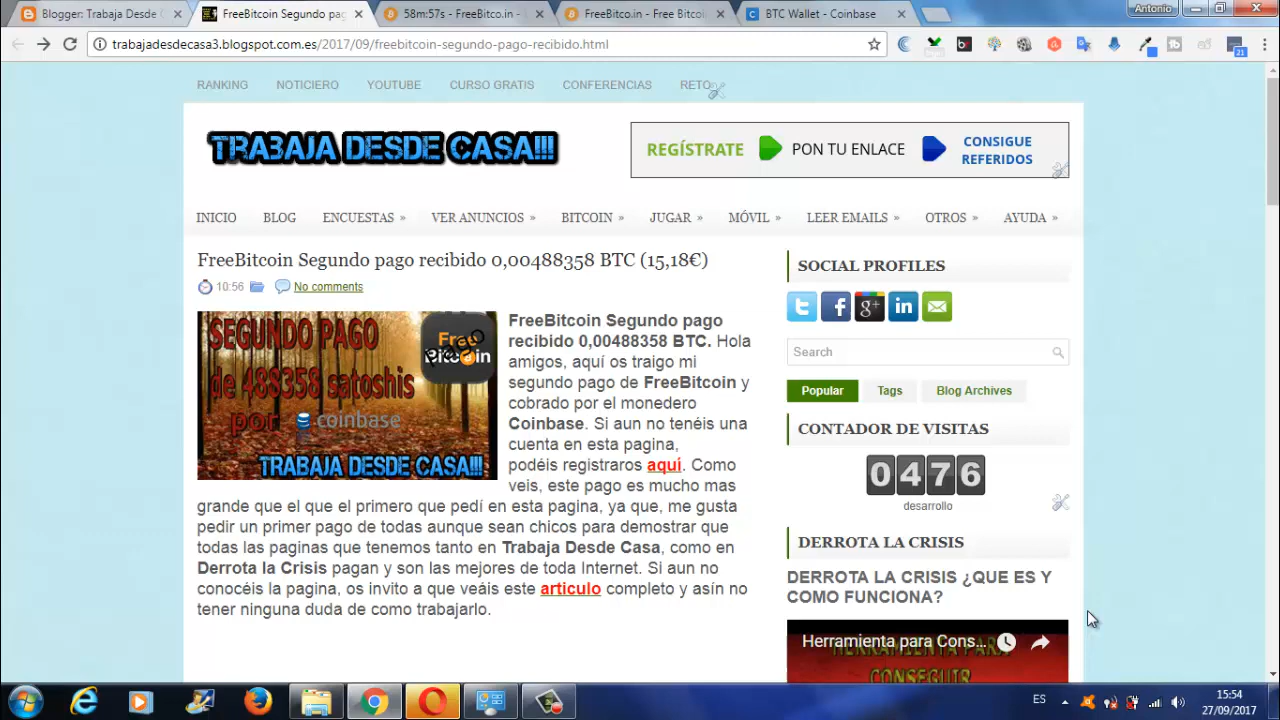 Blogger: Trabaja Desde C
FreeBitcoin Segundo pag
58m:57s - FreeBitco.in -
FreeBitco.in - Free Bitcoi
BTC Wallet - Coinbase
Antonio
trabajadesdecasa3.blogspot.com.es/2017/09/freebitcoin-segundo-pago-recibido.html
21
RANKING NOTICIERO YOUTUBE CURSO GRATIS CONFERENCIAS RETO
TRABAJA DESDE CASA!!!
REGÍSTRATE PON TU ENLACE CONSIGUE
REFERIDOS
INICIO BLOG ENCUESTAS » VER ANUNCIOS » BITCOIN » JUGAR » MÓVIL » LEER EMAILS » OTROS » AYUDA »
FreeBitcoin Segundo pago recibido 0,00488358 BTC (15,18€)
10:56 No comments
SEGUNDO PAGO
de 488358 satoshis
por coinbase
TRABAJA DESDE CASA!!!
Free
Bitcoin
pago
FreeBitcoin Segundo pago
recibido 0,00488358 BTC. Hola
amigos, aquí os traigo mi
segundo pago de FreeBitcoin y
cobrado por el monedero
Coinbase. Si aun no tenéis una
cuenta en esta pagina,
podéis registraros aquí. Como
veis, este pago es mucho mas
grande que el que el primero que pedí en esta pagina, ya que, me gusta
pedir un primer pago de todas aunque sean chicos para demostrar que
todas las paginas que tenemos tanto en Trabaja Desde Casa, como en
Derrota la Crisis pagan y son las mejores de toda Internet. Si aun no
conocéis la pagina, os invito a que veáis este articulo completo y asín no
tener ninguna duda de como trabajarlo.
SOCIAL PROFILES
Search
Popular Tags Blog Archives
CONTADOR DE VISITAS
0476
desarrollo
DERROTA LA CRISIS
DERROTA LA CRISIS ¿QUE ES Y
COMO FUNCIONA?
Herramienta para Cons...
HERRAMIENTA PARA
CONSEGUIR
ES
15:54
27/09/2017